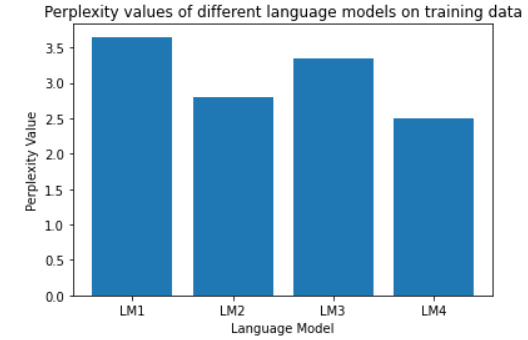 Perplexity values of different language models on training data
3.5
3.0
2.5
2.0
1.5
1.0
0.5
0.0
Perplexity Value
LM1 LM2 LM3 LM4
Language Model